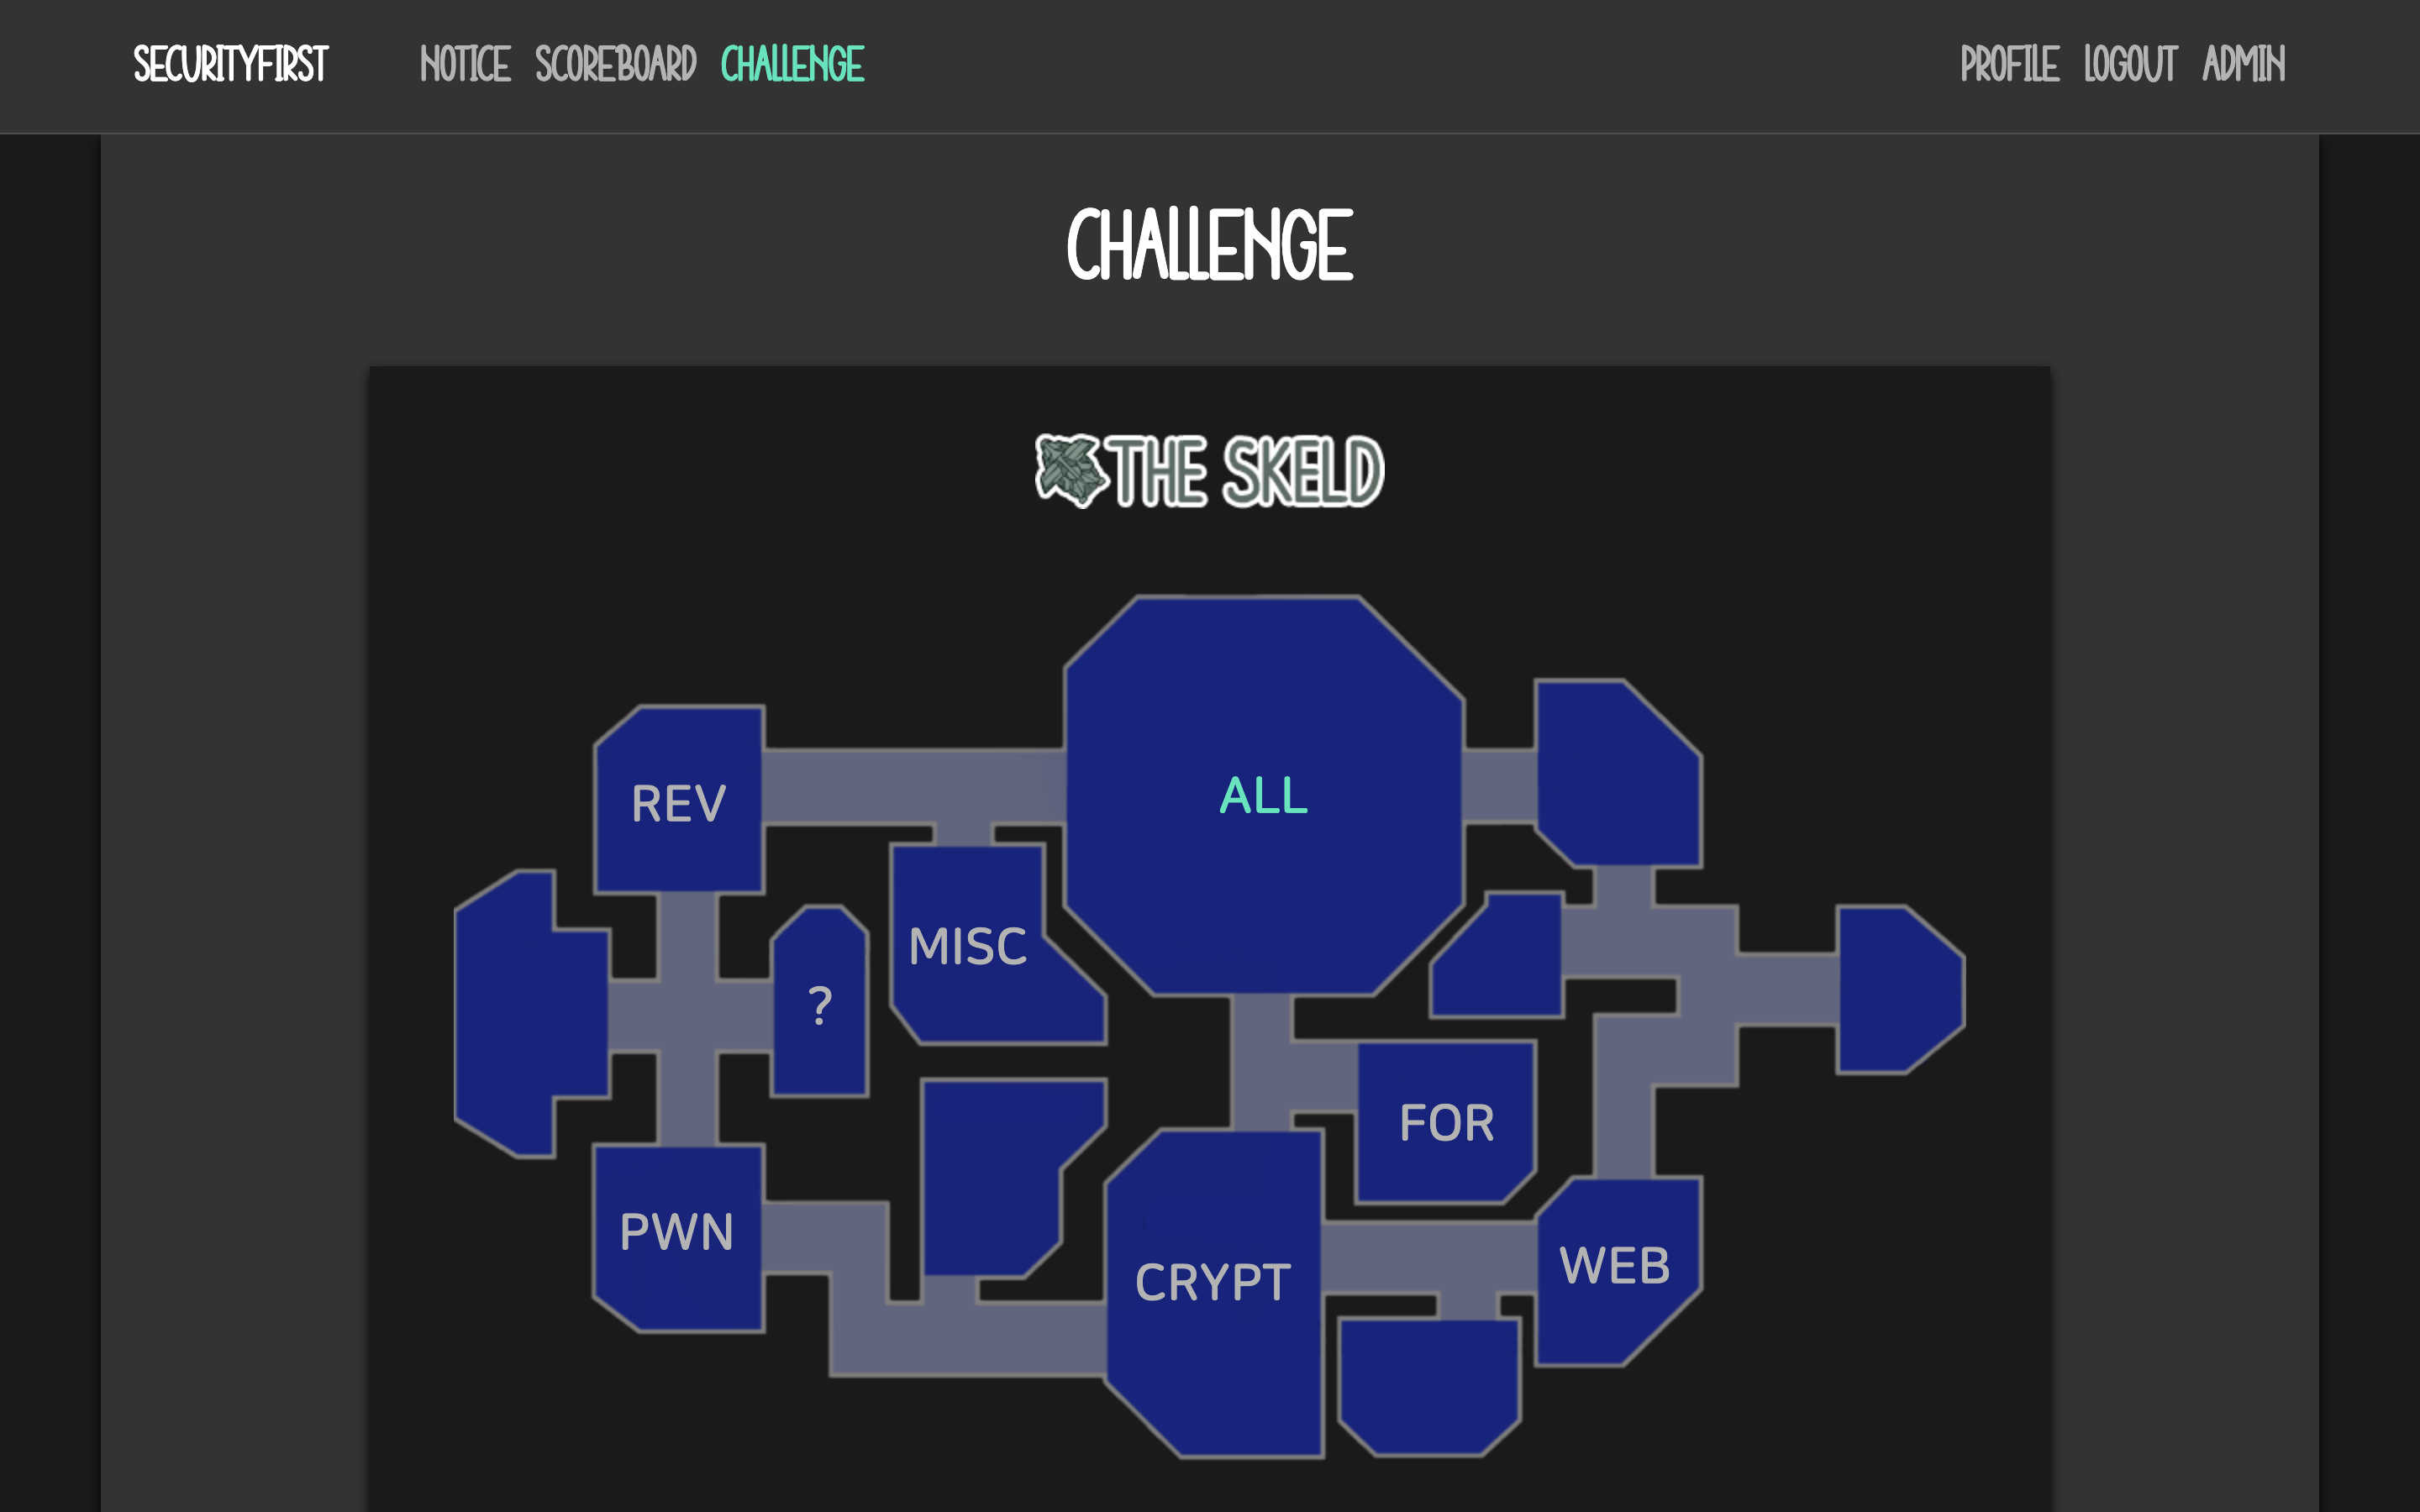 SECURITYFIRST NOTICE SCOREBOARD CHALLENGE PROFILE LOGOUT ADMIN
CHALLENGE
THE SKELD
REV
ALL
MISC
?
FOR
PWN
CRYPT
WEB